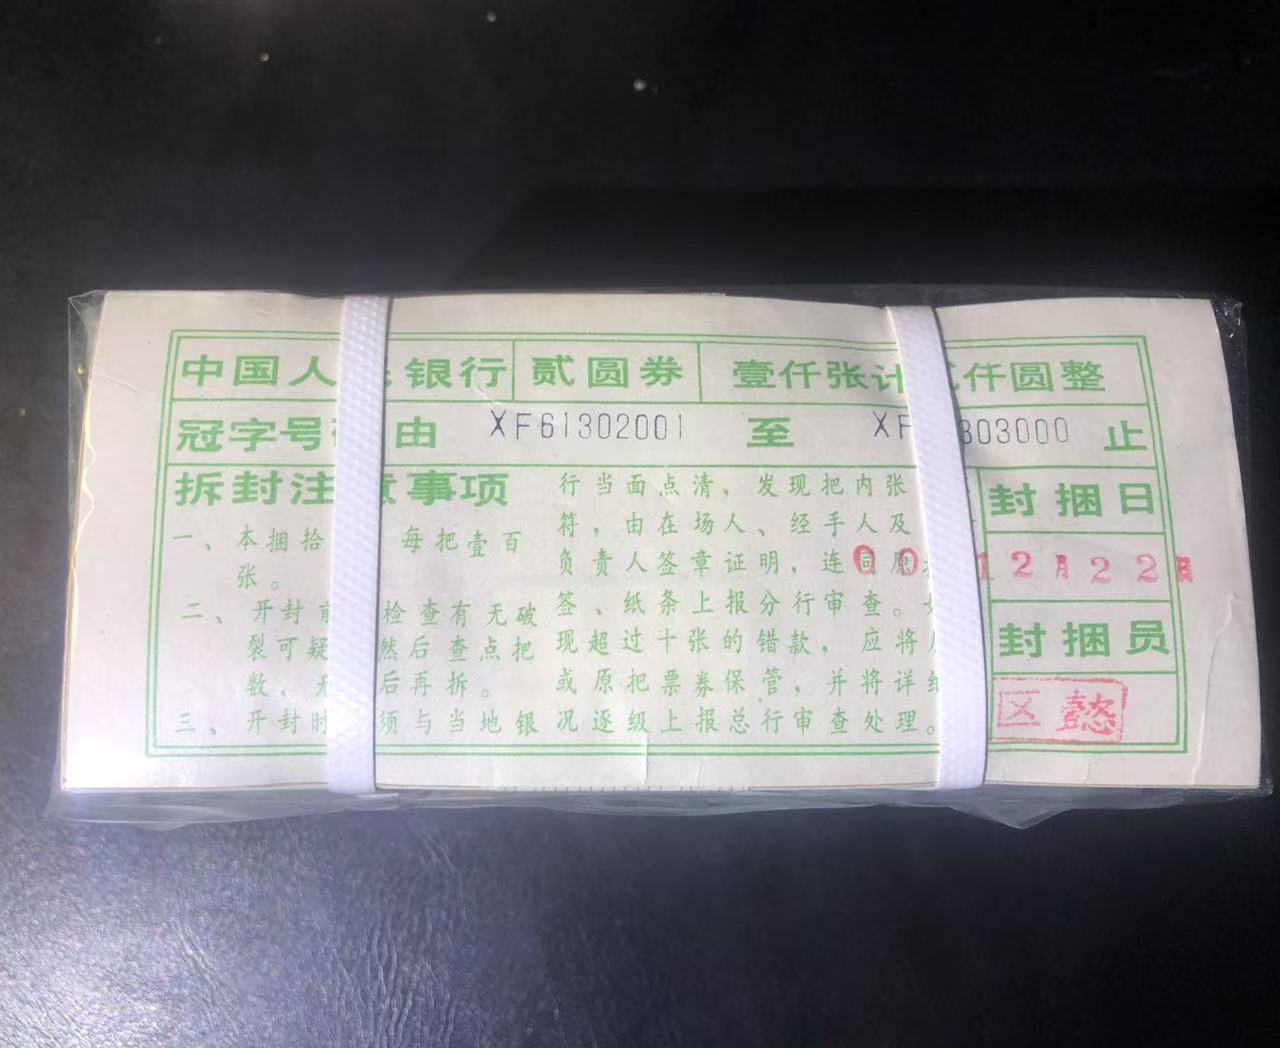 中国人 银行 贰圆券 壹仟张计 仟圆整
冠字号 由 XF61302001 至 XF 303000 止
拆封注意事项
一、本捆拾 每把壹百
张。
二、开封前 检查有无破
裂可疑 然后查点把
数，无 后再拆。
三、开封时 须与当地银
行当面点清，发现把内张
符，由在场人、经手人及
负责人签章证明，连同原
签、纸条上报分行审查。
现超过十张的错款，应将
或原把票券保管，并将详细
况逐级上报总行审查处理。
封捆日
00 12月22日
封捆员
区 懿